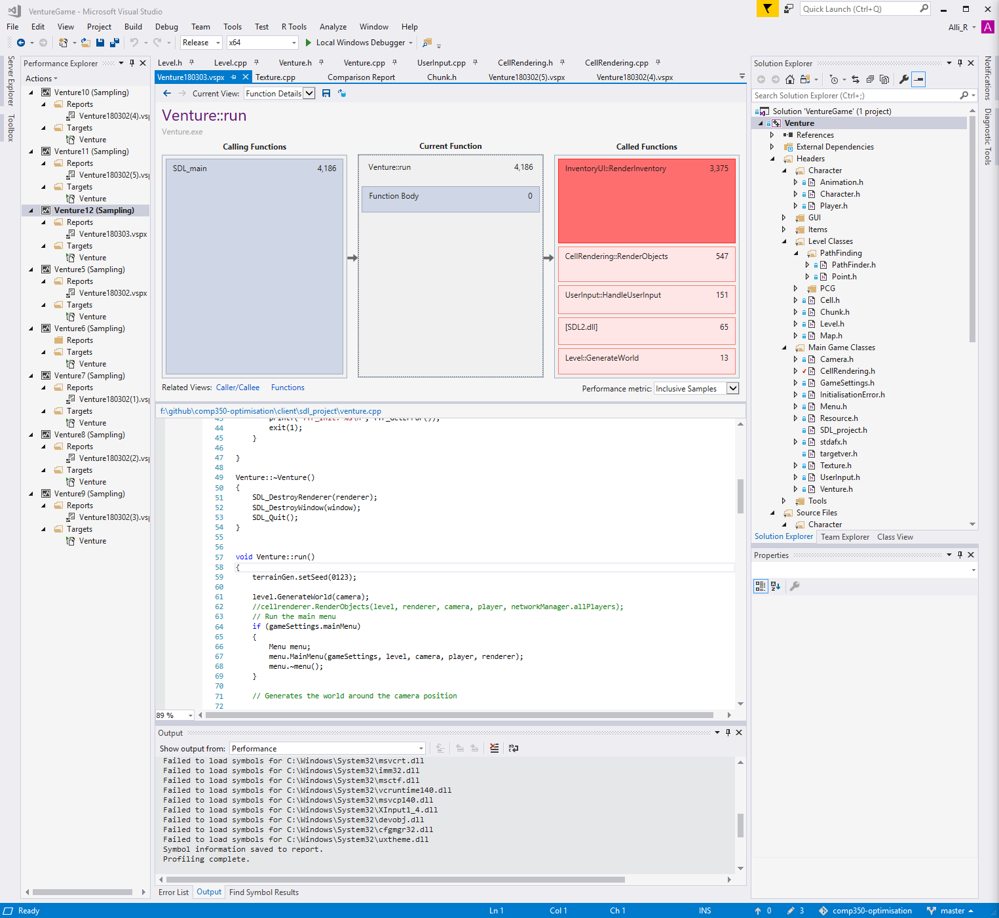 VentureGame - Microsoft Visual Studio
Quick Launch (Ctrl+Q)
File Edit View Project Build Debug Team Tools Test R Tools Analyze Window Help
Alli_R A
Release x64 Local Windows Debugger
Server Explorer
Toolbox
Performance Explorer
Actions
Venture10 (Sampling)
Reports
Venture180302(4).vsp
Targets
Venture
Venture11 (Sampling)
Reports
Venture180302(5).vsp
Targets
Venture
Venture12 (Sampling)
Reports
Venture180303.vspx
Targets
Venture
Venture5 (Sampling)
Reports
Venture180302.vspx
Targets
Venture
Venture6 (Sampling)
Reports
Targets
Venture
Venture7 (Sampling)
Reports
Venture180302(1).vsp
Targets
Venture
Venture8 (Sampling)
Reports
Venture180302(2).vsp
Targets
Venture
Venture9 (Sampling)
Reports
Venture180302(3).vsp
Targets
Venture
Level.h Level.cpp Venture.h Venture.cpp UserInput.cpp CellRendering.h CellRendering.cpp
Venture180303.vspx Texture.cpp Comparison Report Chunk.h Venture180302(5).vspx Venture180302(4).vspx
Current View: Function Details
Venture::run
Venture.exe
Calling Functions Current Function Called Functions
SDL_main 4,186
Venture::run 4,186
Function Body 0
InventoryUI::RenderInventory 3,375
CellRendering::RenderObjects 547
UserInput::HandleUserInput 151
[SDL2.dll] 65
Level::GenerateWorld 13
Related Views: Caller/Callee Functions
Performance metric: Inclusive Samples
f:\github\comp350-optimisation\client\sdl_project\venture.cpp
44 exit(1);
45 }
46
47 }
48
49 Venture::~Venture()
50 {
51 SDL_DestroyRenderer(renderer);
52 SDL_DestroyWindow(window);
53 SDL_Quit();
54 }
55
56
57 void Venture::run()
58 {
59 terrainGen.setSeed(0123);
60
61 level.GenerateWorld(camera);
62 //cellrenderer.RenderObjects(level, renderer, camera, player, networkManager.allPlayers);
63 // Run the main menu
64 if (gameSettings.mainMenu)
65 {
66 Menu menu;
67 menu.MainMenu(gameSettings, level, camera, player, renderer);
68 menu.~menu();
69 }
70
71 // Generates the world around the camera position
72
89 %
Output
Show output from: Performance
Failed to load symbols for C:\Windows\System32\msvcrt.dll
Failed to load symbols for C:\Windows\System32\imm32.dll
Failed to load symbols for C:\Windows\System32\msctf.dll
Failed to load symbols for C:\Windows\System32\vcruntime140.dll
Failed to load symbols for C:\Windows\System32\msvcp140.dll
Failed to load symbols for C:\Windows\System32\XInput1_4.dll
Failed to load symbols for C:\Windows\System32\devobj.dll
Failed to load symbols for C:\Windows\System32\cfgmgr32.dll
Failed to load symbols for C:\Windows\System32\uxtheme.dll
Symbol information saved to report.
Profiling complete.
Error List Output Find Symbol Results
Solution Explorer
Search Solution Explorer (Ctrl+;)
Solution 'VentureGame' (1 project)
Venture
References
External Dependencies
Headers
Character
Animation.h
Character.h
Player.h
GUI
Items
Level Classes
PathFinding
PathFinder.h
Point.h
PCG
Cell.h
Chunk.h
Level.h
Map.h
Main Game Classes
Camera.h
CellRendering.h
GameSettings.h
InitialisationError.h
Menu.h
Resource.h
SDL_project.h
stdafx.h
targetver.h
Texture.h
UserInput.h
Venture.h
Tools
Source Files
Character
Solution Explorer Team Explorer Class View
Properties
Notifications
Diagnostic Tools
Ready Ln 1 Col 1 Ch 1 INS 0 3 comp350-optimisation master